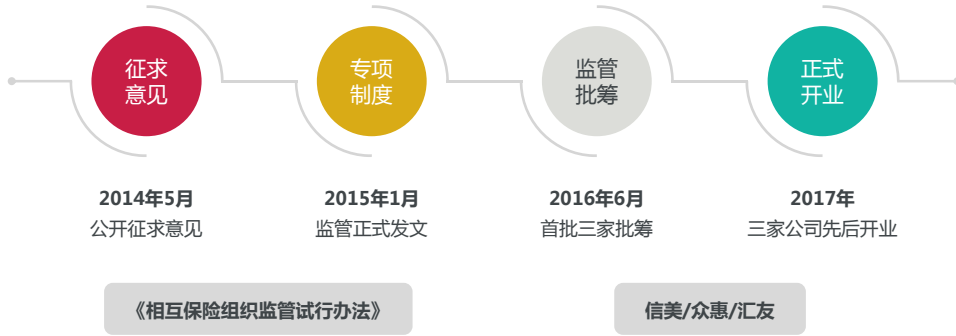 征求
意见
专项
制度
监管
批筹
正式
开业
2014年5月
公开征求意见
2015年1月
监管正式发文
2016年6月
首批三家批筹
2017年
三家公司先后开业
《相互保险组织监管试行办法》
信美/众惠/汇友